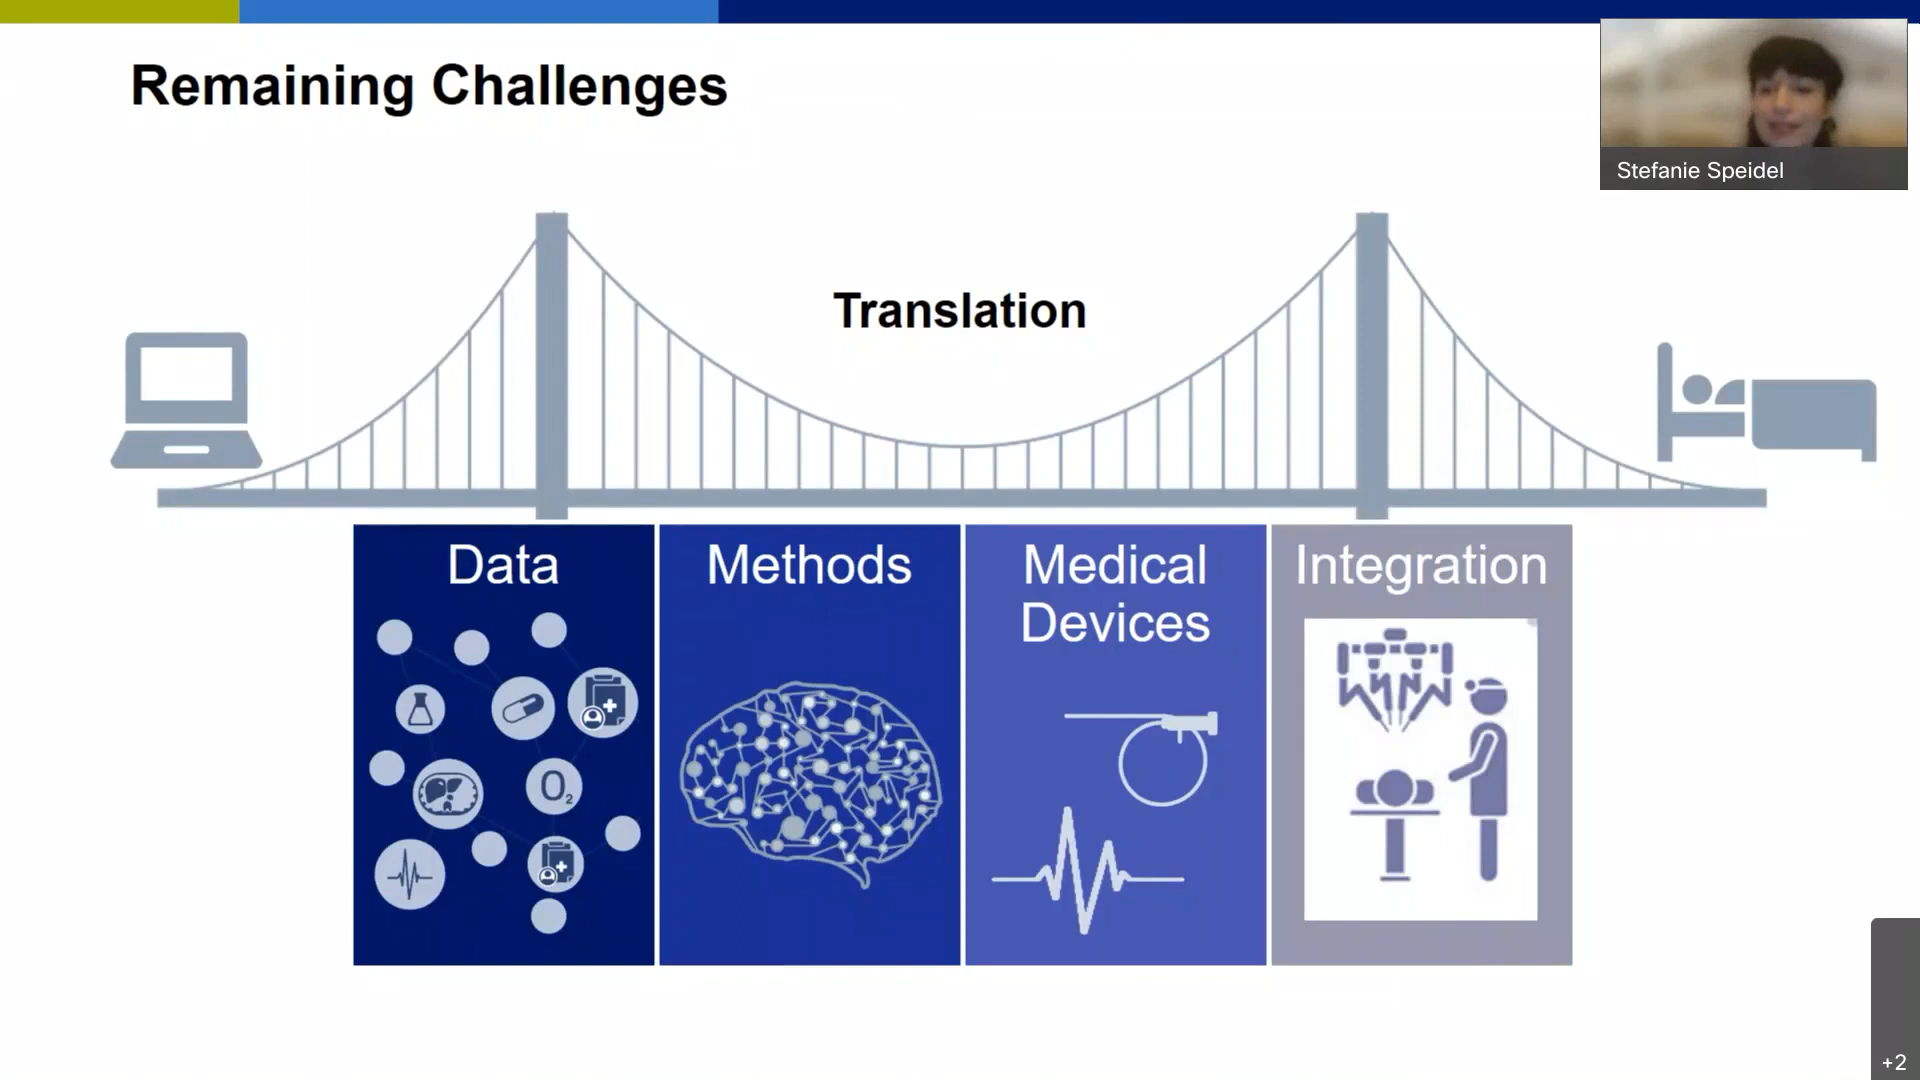 Remaining Challenges
Stefanie Speidel
Translation
Data
Methods
Medical
Devices
Integration
O2
+2